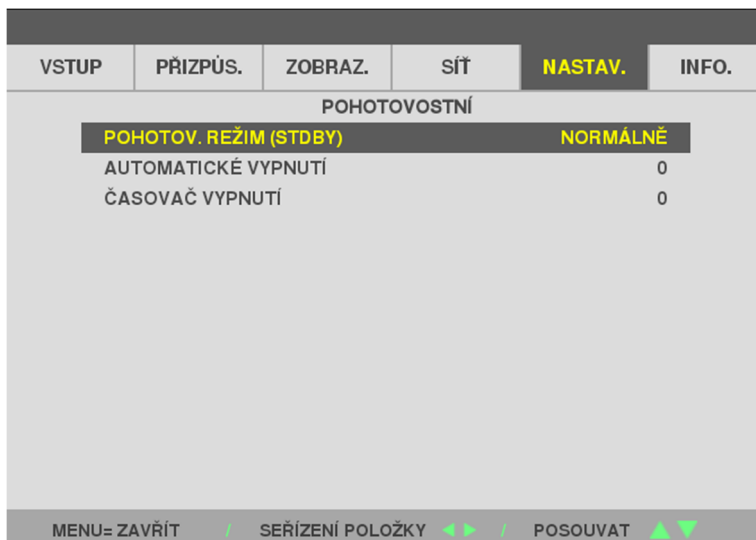 VSTUP PŘIZPŮS. ZOBRAZ. SÍŤ NASTAV. INFO.
POHOTOVOSTNÍ
POHOTOV. REŽIM (STDBY) NORMÁLNĚ
AUTOMATICKÉ VYPNUTÍ 0
ČASOVAČ VYPNUTÍ 0
MENU= ZAVŘÍT / SEŘÍZENÍ POLOŽKY ◀ ▶ / POSOUVAT ▲ ▼